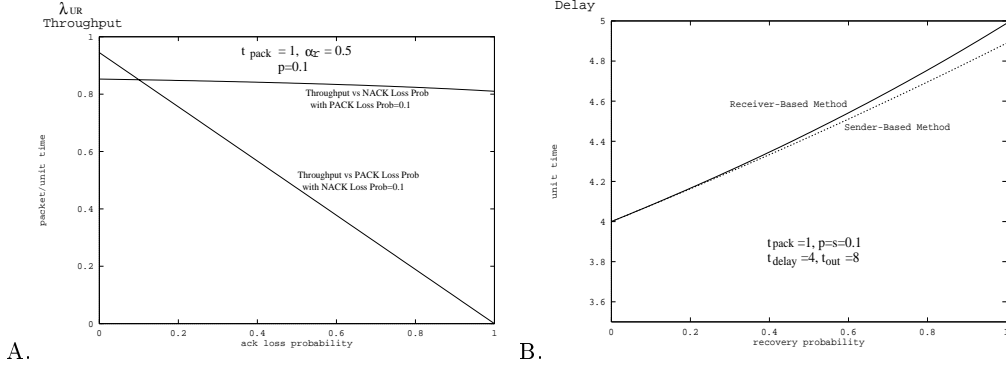 λUR
Throughput
1
0.8
0.6
0.4
0.2
0
packet/unit time
t pack = 1, ατ = 0.5
p=0.1
Throughput vs NACK Loss Prob
with PACK Loss Prob=0.1
Throughput vs PACK Loss Prob
with NACK Loss Prob=0.1
0 0.2 0.4 0.6 0.8 1
ack loss probability
A.
Delay
5
4.8
4.6
4.4
4.2
4
3.8
3.6
unit time
Receiver-Based Method
Sender-Based Method
tpack =1, p=s=0.1
tdelay =4, tout =8
0 0.2 0.4 0.6 0.8 1
recovery probability
B.